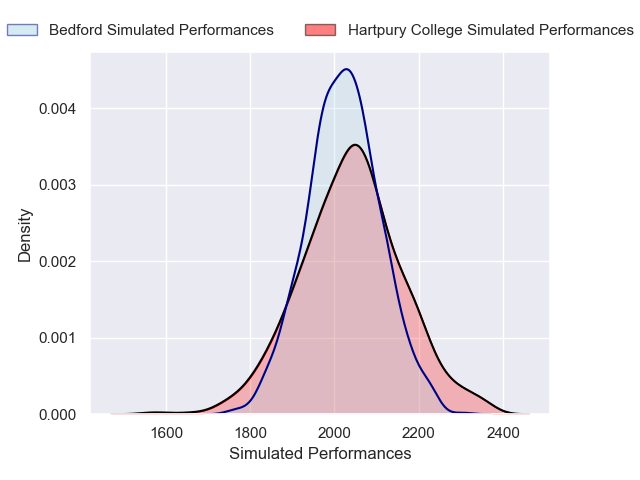 Bedford Simulated Performances
Hartpury College Simulated Performances
0.004
0.003
0.002
0.001
0.000
Density
1600
1800
2000
2200
2400
Simulated Performances